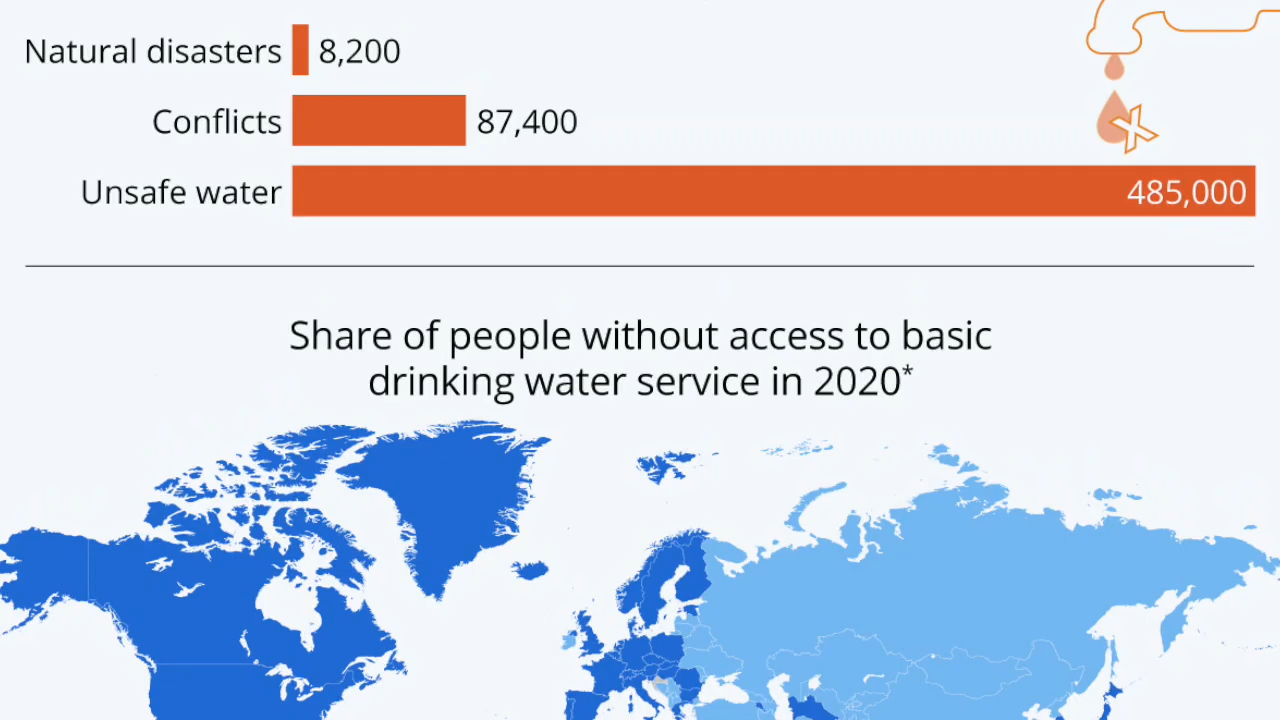 Natural disasters 8,200
Conflicts 87,400
Unsafe water 485,000
Share of people without access to basic
drinking water service in 2020*